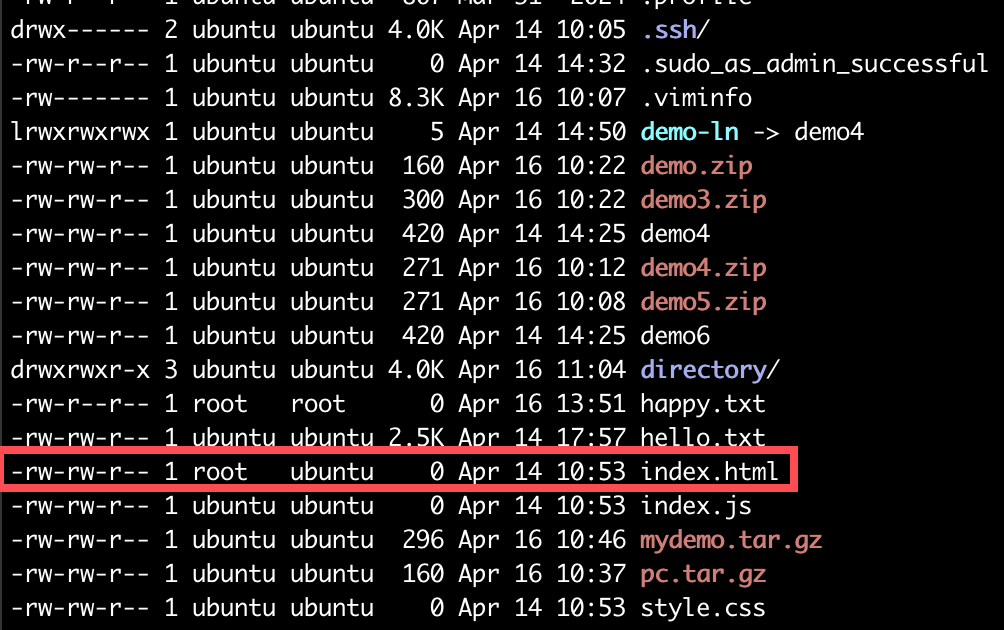 drwx------ 2 ubuntu ubuntu 4.0K Apr 14 10:05 .ssh/
-rw-r--r-- 1 ubuntu ubuntu    0 Apr 14 14:32 .sudo_as_admin_successful
-rw------- 1 ubuntu ubuntu 8.3K Apr 16 10:07 .viminfo
lrwxrwxrwx 1 ubuntu ubuntu    5 Apr 14 14:50 demo-ln -> demo4
-rw-rw-r-- 1 ubuntu ubuntu  160 Apr 16 10:22 demo.zip
-rw-rw-r-- 1 ubuntu ubuntu  300 Apr 16 10:22 demo3.zip
-rw-rw-r-- 1 ubuntu ubuntu  420 Apr 14 14:25 demo4
-rw-rw-r-- 1 ubuntu ubuntu  271 Apr 16 10:12 demo4.zip
-rw-rw-r-- 1 ubuntu ubuntu  271 Apr 16 10:08 demo5.zip
-rw-rw-r-- 1 ubuntu ubuntu  420 Apr 14 14:25 demo6
drwxrwxr-x 3 ubuntu ubuntu 4.0K Apr 16 11:04 directory/
-rw-r--r-- 1 root   root      0 Apr 16 13:51 happy.txt
-rw-rw-r-- 1 ubuntu ubuntu 2.5K Apr 14 17:57 hello.txt
-rw-rw-r-- 1 root   ubuntu    0 Apr 14 10:53 index.html
-rw-rw-r-- 1 ubuntu ubuntu    0 Apr 14 10:53 index.js
-rw-rw-r-- 1 ubuntu ubuntu  296 Apr 16 10:46 mydemo.tar.gz
-rw-rw-r-- 1 ubuntu ubuntu  160 Apr 16 10:37 pc.tar.gz
-rw-rw-r-- 1 ubuntu ubuntu    0 Apr 14 10:53 style.css